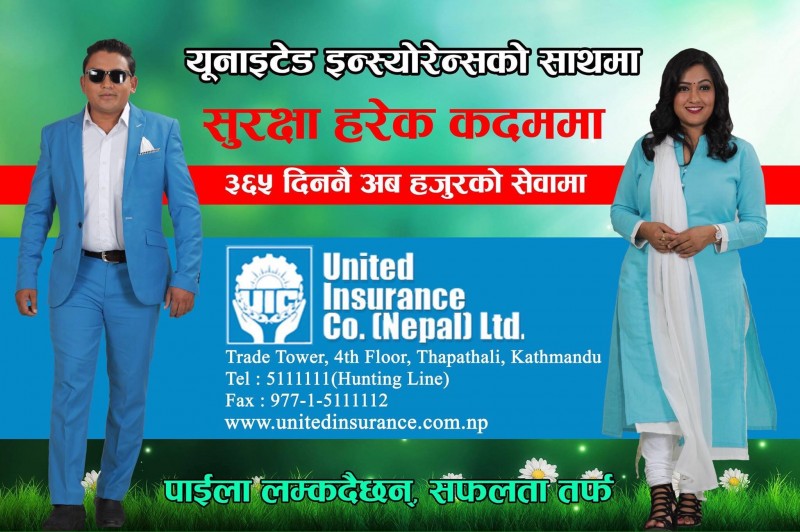 यूनाइटेड इन्स्योरेन्सको साथमा
सुरक्षा हरेक कदममा
३६५ दिननै अब हजुरको सेवामा
UIC
United
Insurance
Co. (Nepal) Ltd.
Trade Tower, 4th Floor, Thapathali, Kathmandu
Tel : 5111111(Hunting Line)
Fax : 977-1-5111112
www.unitedinsurance.com.np
पाईला लम्कदैछन्, सफलता तर्फ